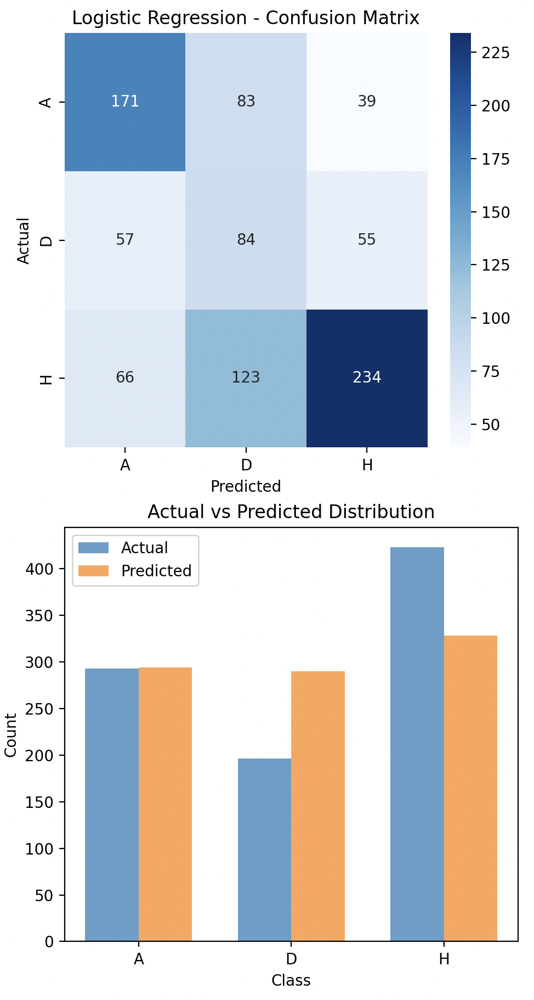 Logistic Regression - Confusion Matrix
225
200
175
150
125
100
75
50
Actual
A
171 83 39
D
57 84 55
H
66 123 234
A D H
Predicted
Actual vs Predicted Distribution
Actual
Predicted
Count
400
350
300
250
200
150
100
50
0
A D H
Class